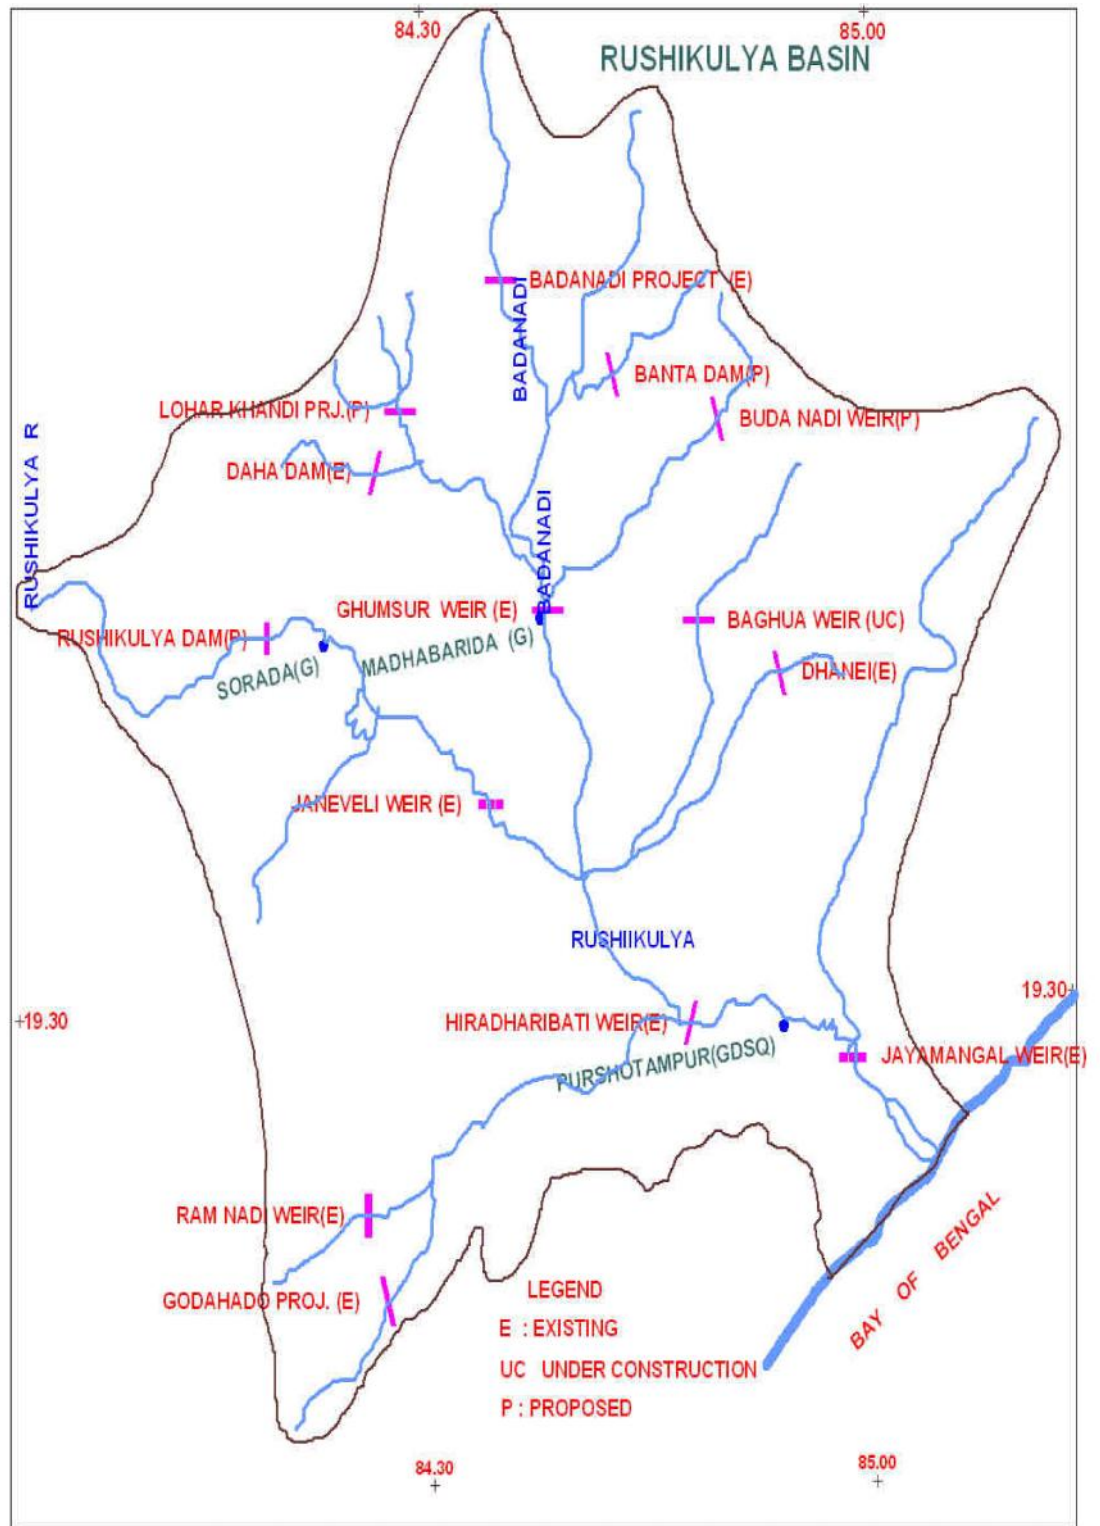 84.30
85.00
RUSHIKULYA BASIN
BADANADI PROJECT (E)
BADANADI
BANTA DAM(P)
LOHAR KHANDI PRJ.(P)
BUDA NADI WEIR(P)
RUSHIKULYA R
DAHA DAM(E)
BADANADI
GHUMSUR WEIR (E)
BAGHUA WEIR (UC)
RUSHIKULYA DAM(P)
MADHABARIDA (G)
SORADA(G)
DHANEI(E)
JANEVELI WEIR (E)
RUSHIIKULYA
19.30
19.30
HIRADHARIBATI WEIR(E)
PURSHOTAMPUR(GDSQ)
JAYAMANGAL WEIR(E)
RAM NADI WEIR(E)
BAY OF BENGAL
GODAHADO PROJ. (E)
LEGEND
E : EXISTING
UC UNDER CONSTRUCTION
P : PROPOSED
84.30
85.00